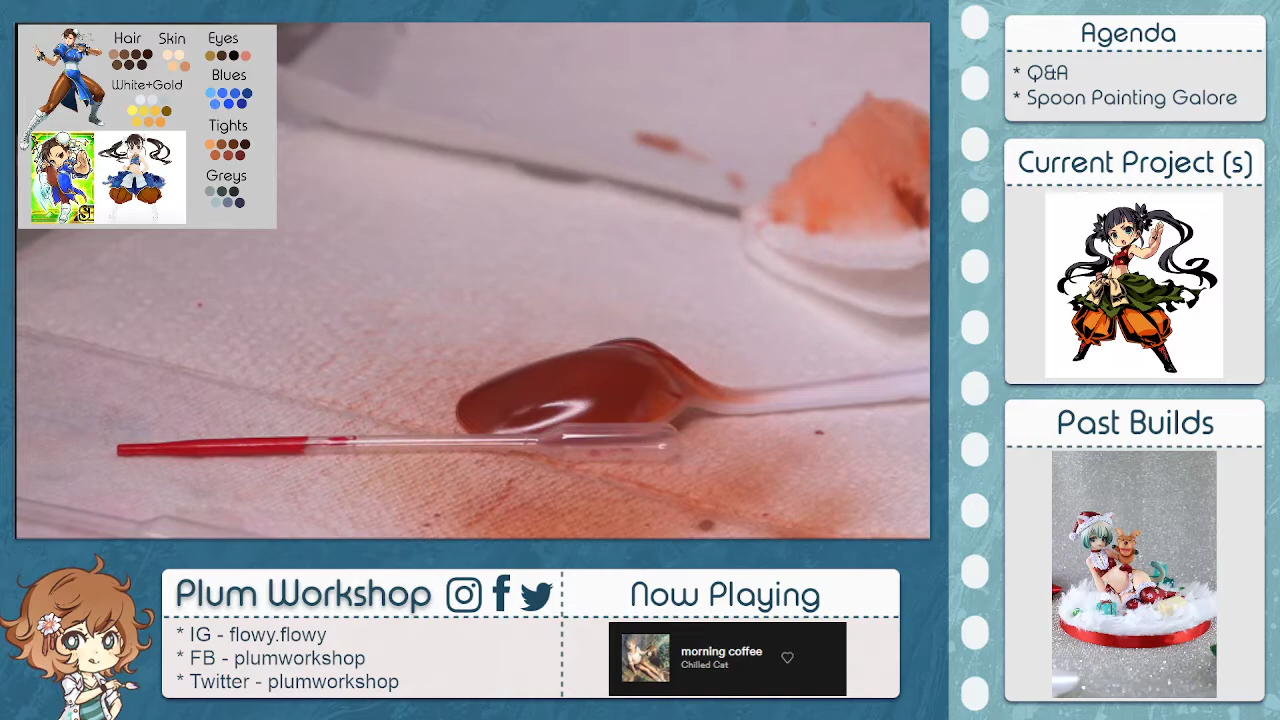 Hair Skin Eyes
White+Gold
Blues
Tights
Greys
Agenda
* Q&A
* Spoon Painting Galore
Current Project (s)
Past Builds
Plum Workshop
* IG - flowy.flowy
* FB - plumworkshop
* Twitter - plumworkshop
Now Playing
morning coffee
Chilled Cat